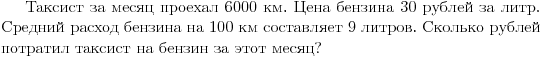 Таксист за месяц проехал 6000 км. Цена бензина 30 рублей за литр.
Средний расход бензина на 100 км составляет 9 литров. Сколько рублей
потратил таксист на бензин за этот месяц?